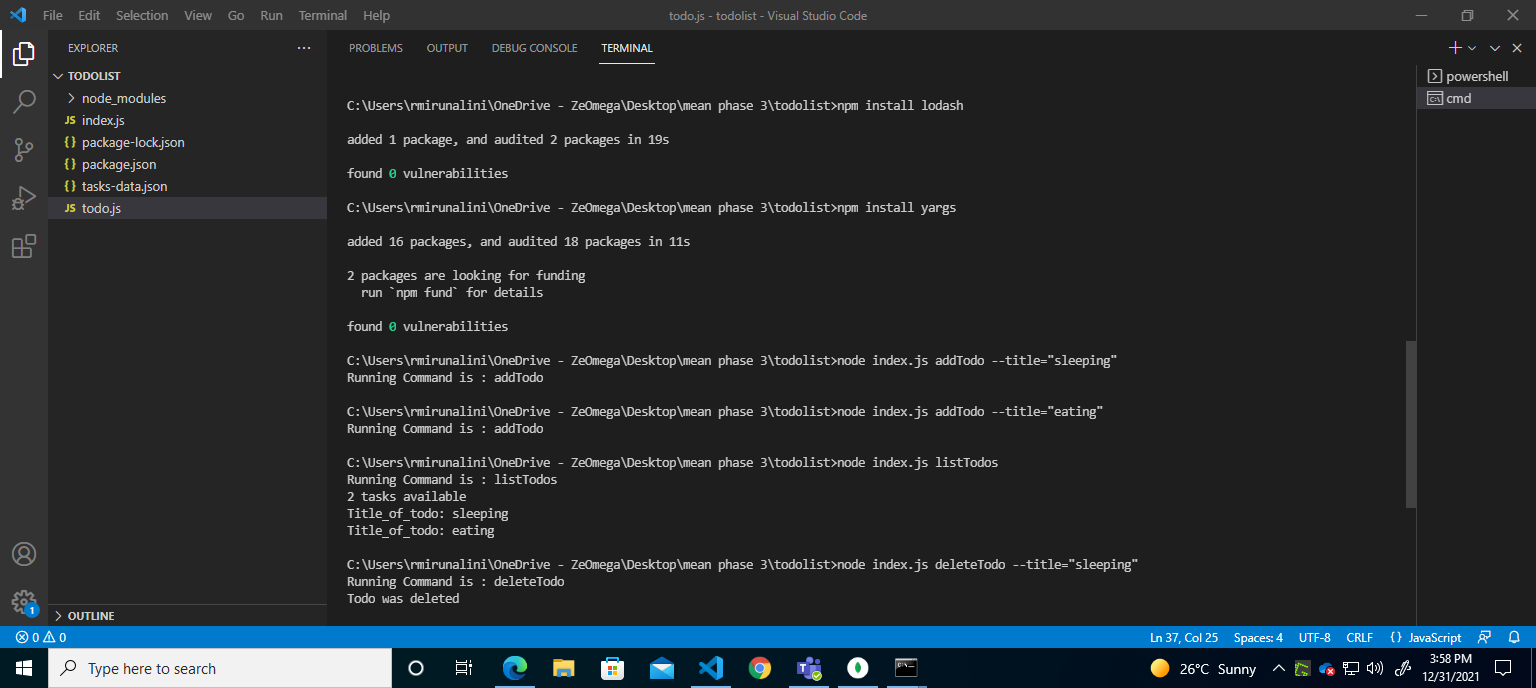 File Edit Selection View Go Run Terminal Help
todo.js - todolist - Visual Studio Code
EXPLORER
TODOLIST
node_modules
JS index.js
{} package-lock.json
{} package.json
{} tasks-data.json
JS todo.js
OUTLINE
1
PROBLEMS OUTPUT DEBUG CONSOLE TERMINAL
C:\Users\rmirunalini\OneDrive - ZeOmega\Desktop\mean phase 3\todolist>npm install lodash
added 1 package, and audited 2 packages in 19s
found 0 vulnerabilities
C:\Users\rmirunalini\OneDrive - ZeOmega\Desktop\mean phase 3\todolist>npm install yargs
added 16 packages, and audited 18 packages in 11s
2 packages are looking for funding
run `npm fund` for details
found 0 vulnerabilities
C:\Users\rmirunalini\OneDrive - ZeOmega\Desktop\mean phase 3\todolist>node index.js addTodo --title="sleeping"
Running Command is : addTodo
C:\Users\rmirunalini\OneDrive - ZeOmega\Desktop\mean phase 3\todolist>node index.js addTodo --title="eating"
Running Command is : addTodo
C:\Users\rmirunalini\OneDrive - ZeOmega\Desktop\mean phase 3\todolist>node index.js listTodos
Running Command is : listTodos
2 tasks available
Title_of_todo: sleeping
Title_of_todo: eating
C:\Users\rmirunalini\OneDrive - ZeOmega\Desktop\mean phase 3\todolist>node index.js deleteTodo --title="sleeping"
Running Command is : deleteTodo
Todo was deleted
powershell
cmd
0 0
Ln 37, Col 25 Spaces: 4 UTF-8 CRLF {} JavaScript
Type here to search
26°C Sunny
3:58 PM
12/31/2021